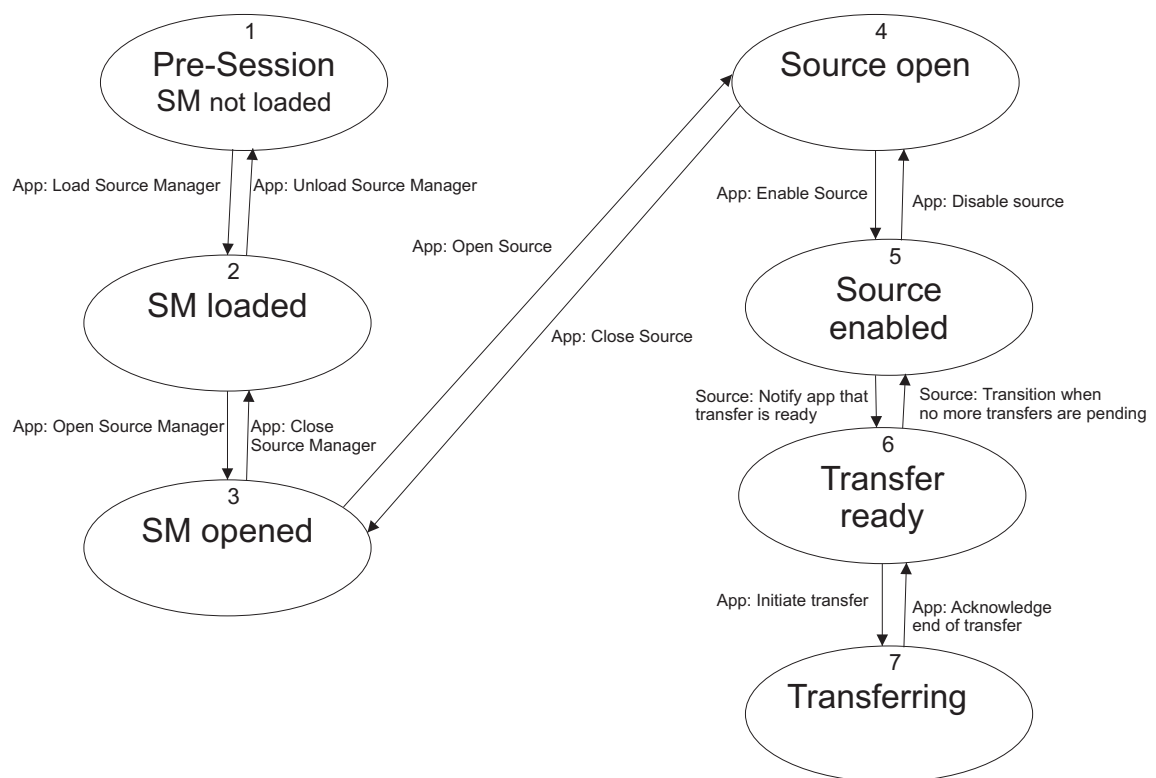 1
Pre-Session
SM not loaded
App: Load Source Manager
App: Unload Source Manager
2
SM loaded
App: Open Source Manager
App: Close
Source Manager
3
SM opened
App: Open Source
App: Close Source
4
Source open
App: Enable Source
App: Disable source
5
Source
enabled
Source: Notify app that
transfer is ready
Source: Transition when
no more transfers are pending
6
Transfer
ready
App: Initiate transfer
App: Acknowledge
end of transfer
7
Transferring